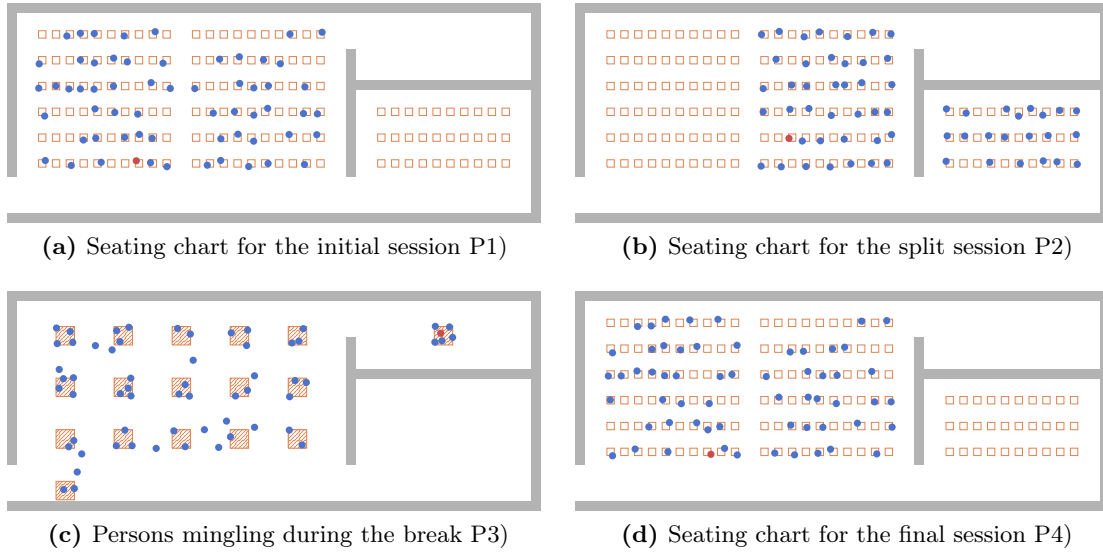 (a) Seating chart for the initial session P1)
(b) Seating chart for the split session P2)
(c) Persons mingling during the break P3)
(d) Seating chart for the final session P4)